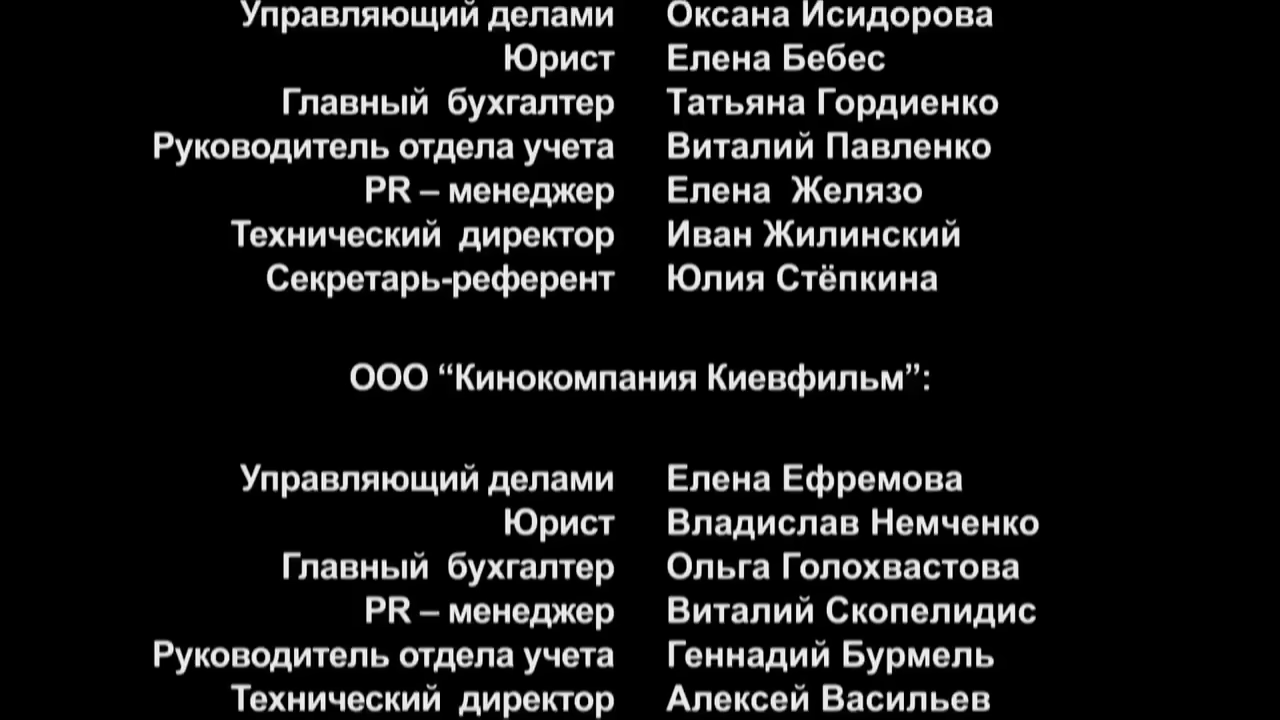 Управляющий делами Оксана Исидорова
Юрист Елена Бебес
Главный бухгалтер Татьяна Гордиенко
Руководитель отдела учета Виталий Павленко
PR – менеджер Елена Желязо
Технический директор Иван Жилинский
Секретарь-референт Юлия Стёпкина
ООО “Кинокомпания Киевфильм”:
Управляющий делами Елена Ефремова
Юрист Владислав Немченко
Главный бухгалтер Ольга Голохвастова
PR – менеджер Виталий Скопелидис
Руководитель отдела учета Геннадий Бурмель
Технический директор Алексей Васильев